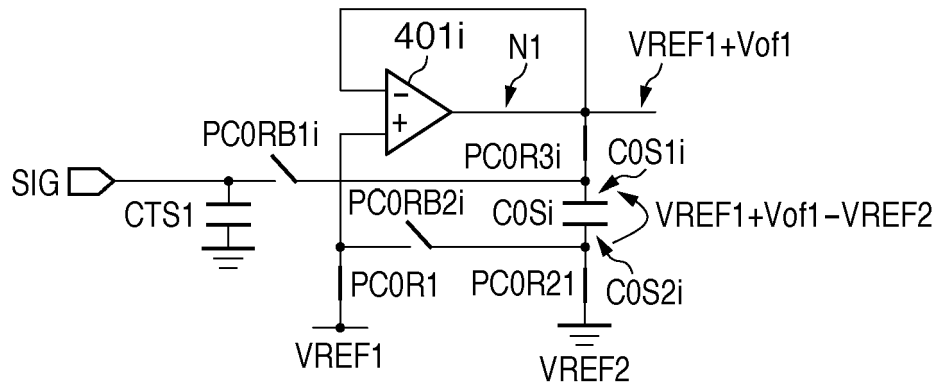 401i
N1
VREF1+Vof1
−
+
PC0RB1i
PC0R3i
C0S1i
SIG
CTS1
PC0RB2i
C0Si
VREF1+Vof1−VREF2
PC0R1
PC0R21
C0S2i
VREF1
VREF2